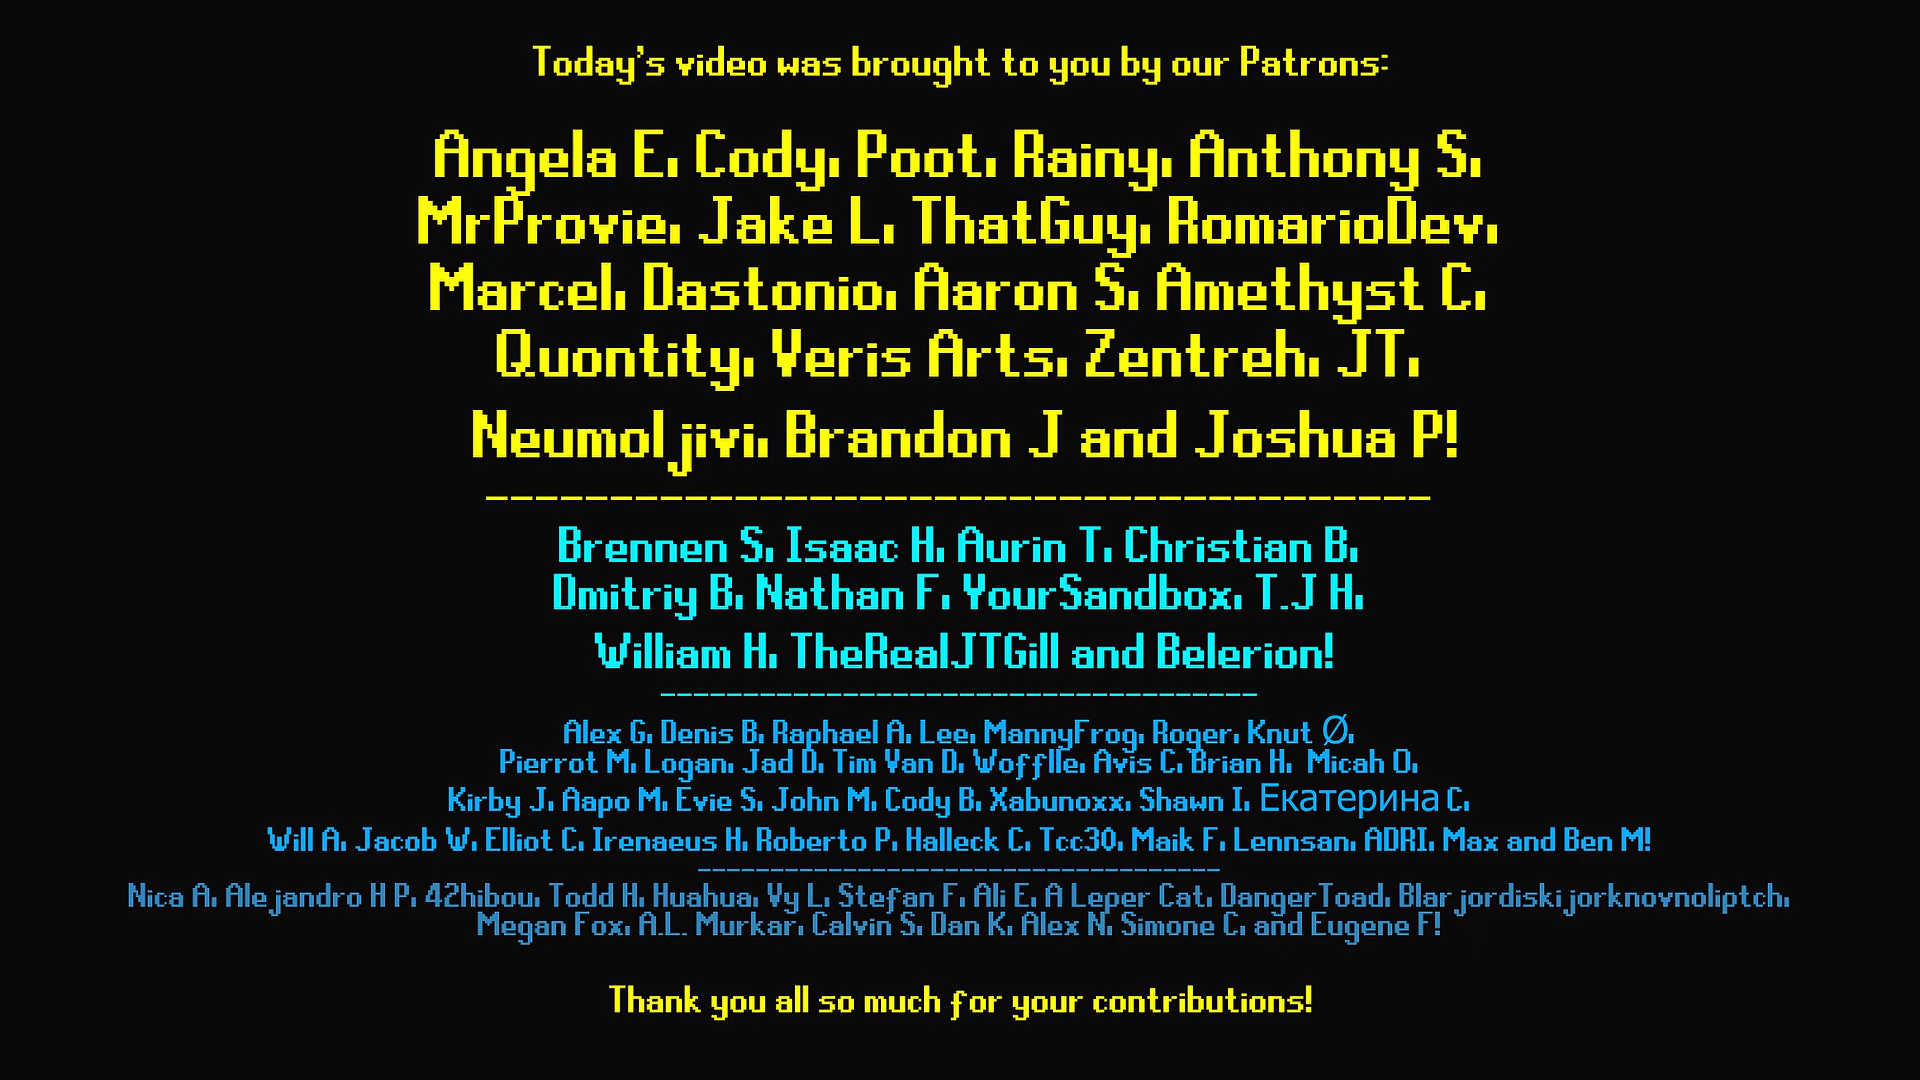 Today's video was brought to you by our Patrons:
Angela E, Cody, Poot, Rainy, Anthony S,
MrProvie, Jake L, ThatGuy, RomarioDev,
Marcel, Dastonio, Aaron S, Amethyst C,
Quontity, Veris Arts, Zentreh, JT,
Neumoljivi, Brandon J and Joshua P!
--------------------------------------
Brennen S, Isaac H, Aurin T, Christian B,
Dmitriy B, Nathan F, YourSandbox, T.J H,
William H, TheRealJTGill and Belerion!
------------------------------------
Alex G, Denis B, Raphael A, Lee, MannyFrog, Roger, Knut Ø,
Pierrot M, Logan, Jad D, Tim Van D, Wofflle, Avis C, Brian H, Micah O,
Kirby J, Aapo M, Evie S, John M, Cody B, Xabunoxx, Shawn I, Екатерина C,
Will A, Jacob W, Elliot C, Irenaeus H, Roberto P, Halleck C, Tcc30, Maik F, Lennsan, ADRI, Max and Ben M!
------------------------------------
Nica A, Alejandro H P, 42hibou, Todd H, Huahua, Vy L, Stefan F, Ali E, A Leper Cat, DangerToad, Blarjordiskijorknovnoliptch,
Megan Fox, A.L. Murkar, Calvin S, Dan K, Alex N, Simone C, and Eugene F!
Thank you all so much for your contributions!